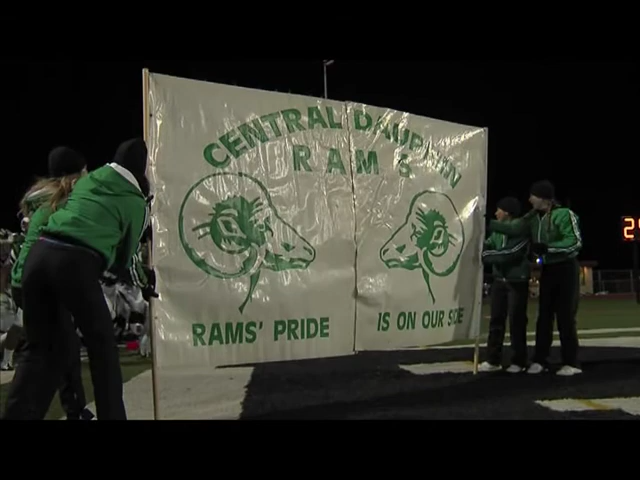 CENTRAL DAUPHIN
RAMS
RAMS' PRIDE
IS ON OUR SIDE